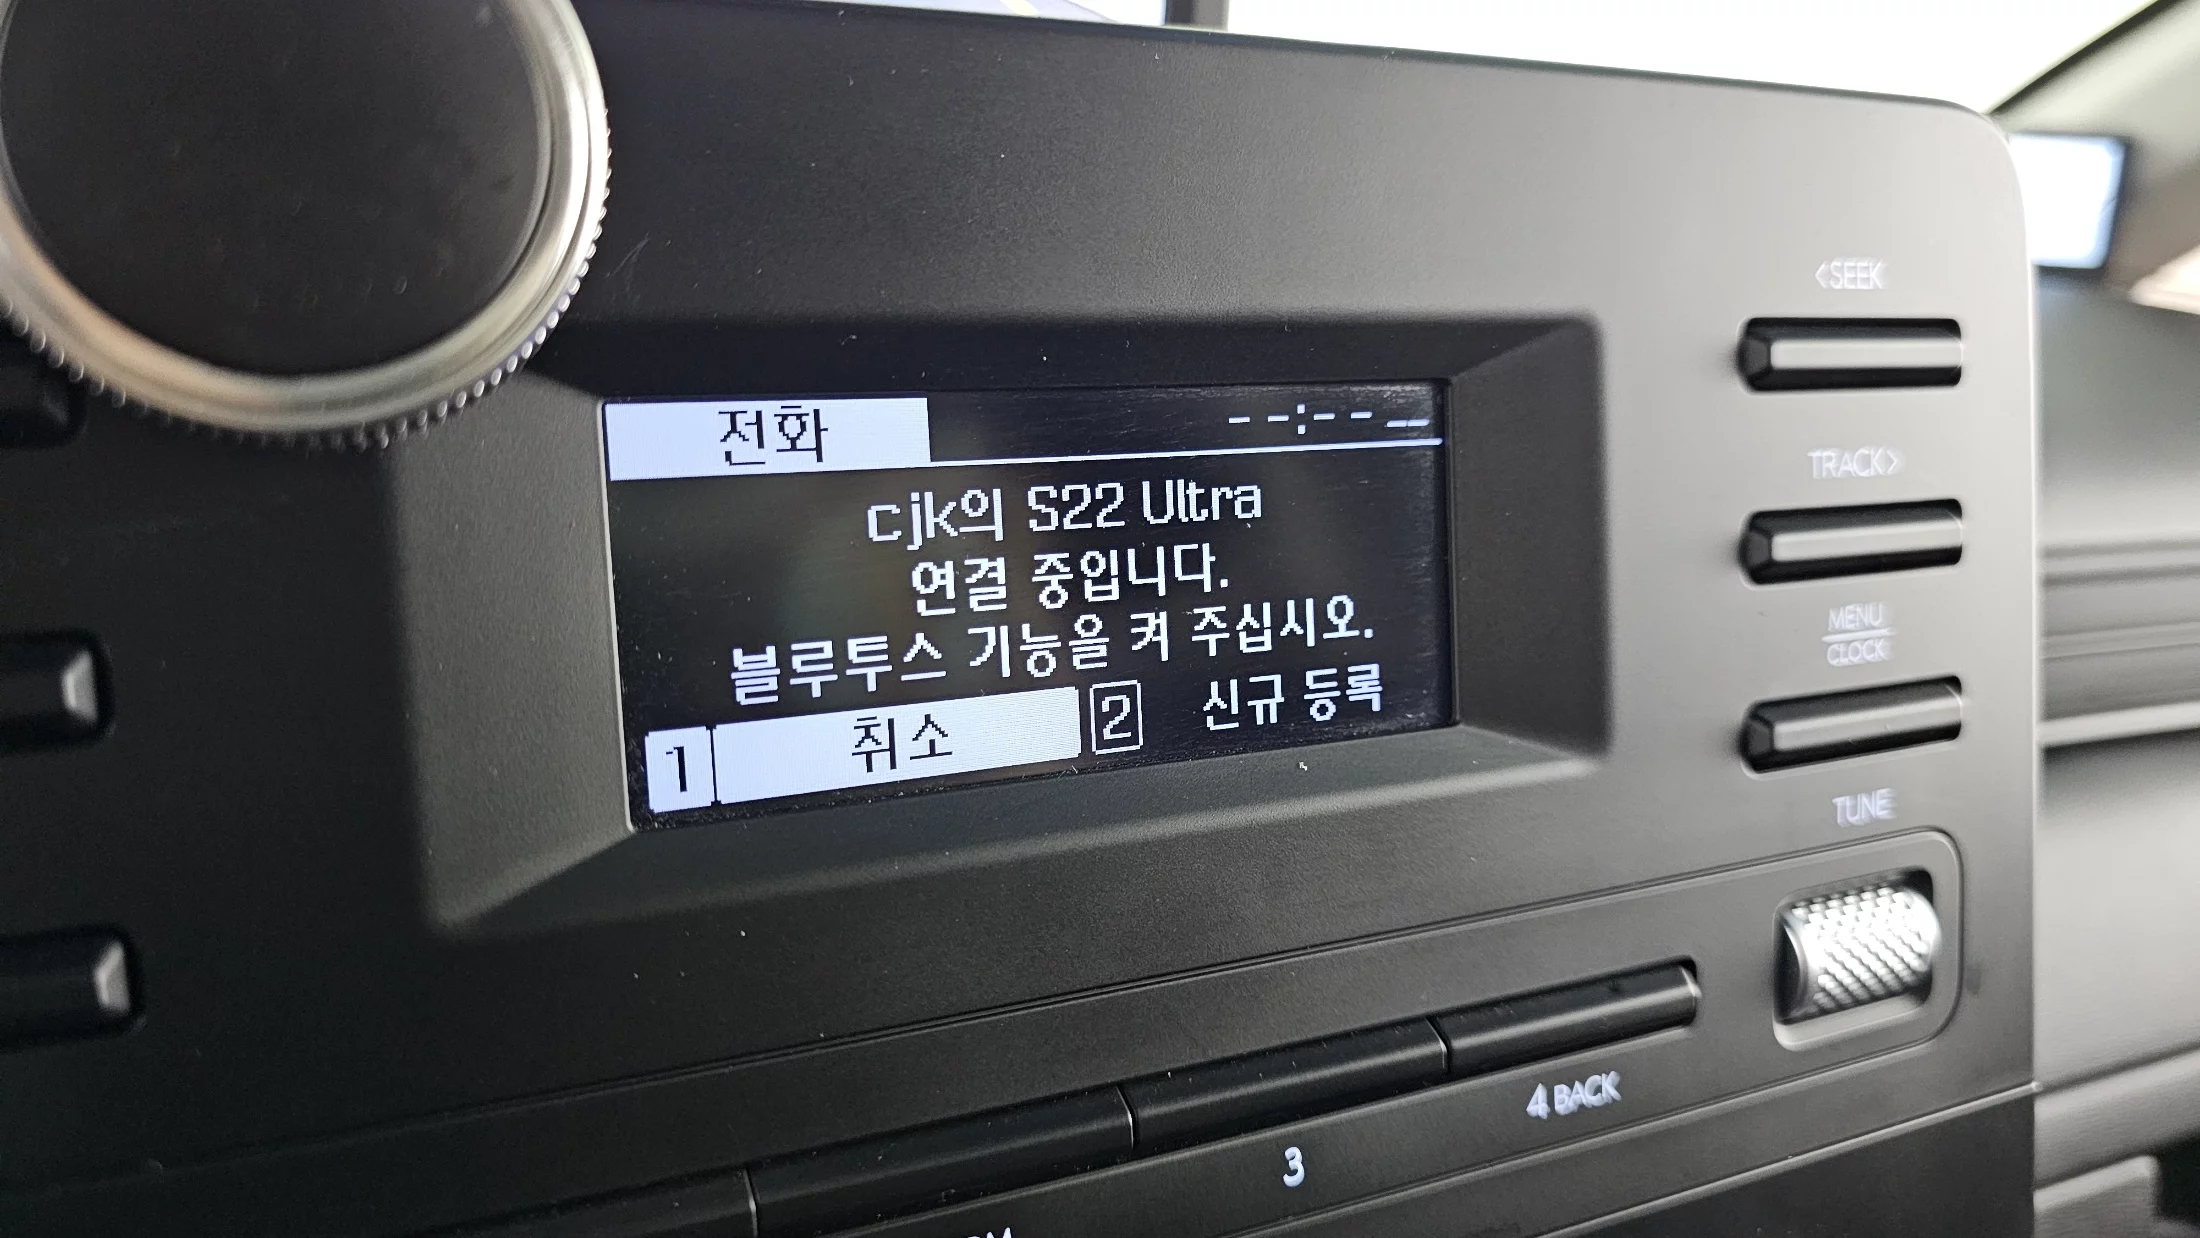 전화 --:-- --
cjk의 S22 Ultra
연결 중입니다.
블루투스 기능을 켜 주십시오.
1 취소 2 신규 등록
<SEEK
TRACK>
MENU
CLOCK
TUNE
4 BACK
3